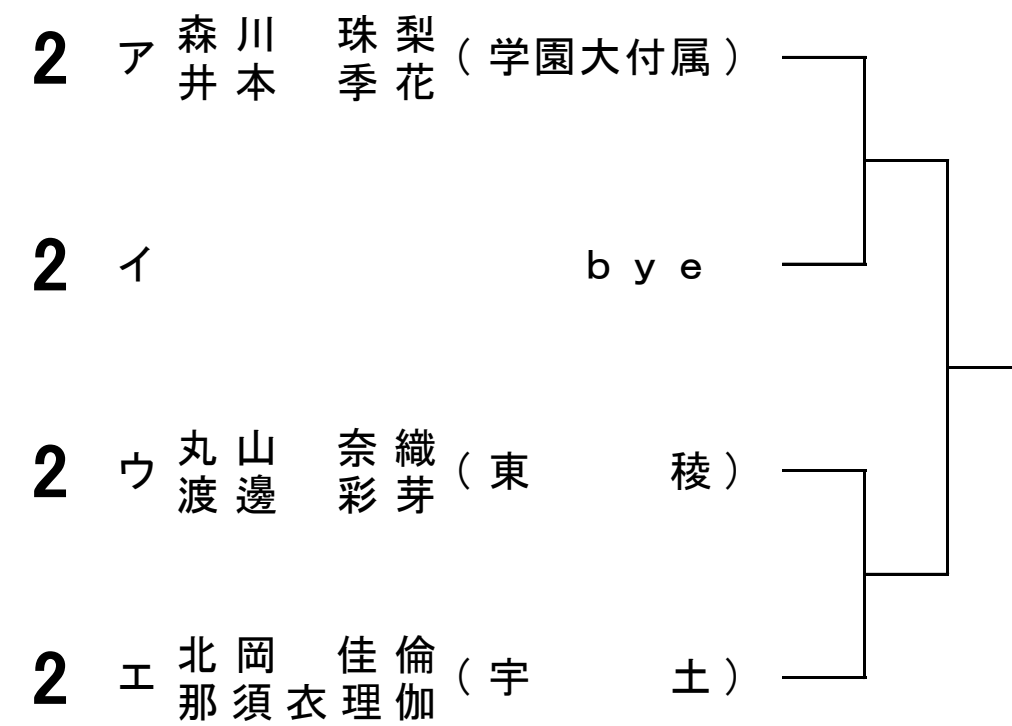 2 ア 森川 珠梨 (学園大付属)
井本 季花
2 イ bye
2 ウ 丸山 奈織 (東 稜)
渡邊 彩芽
2 エ 北岡 佳倫 (宇 土)
那須衣理伽